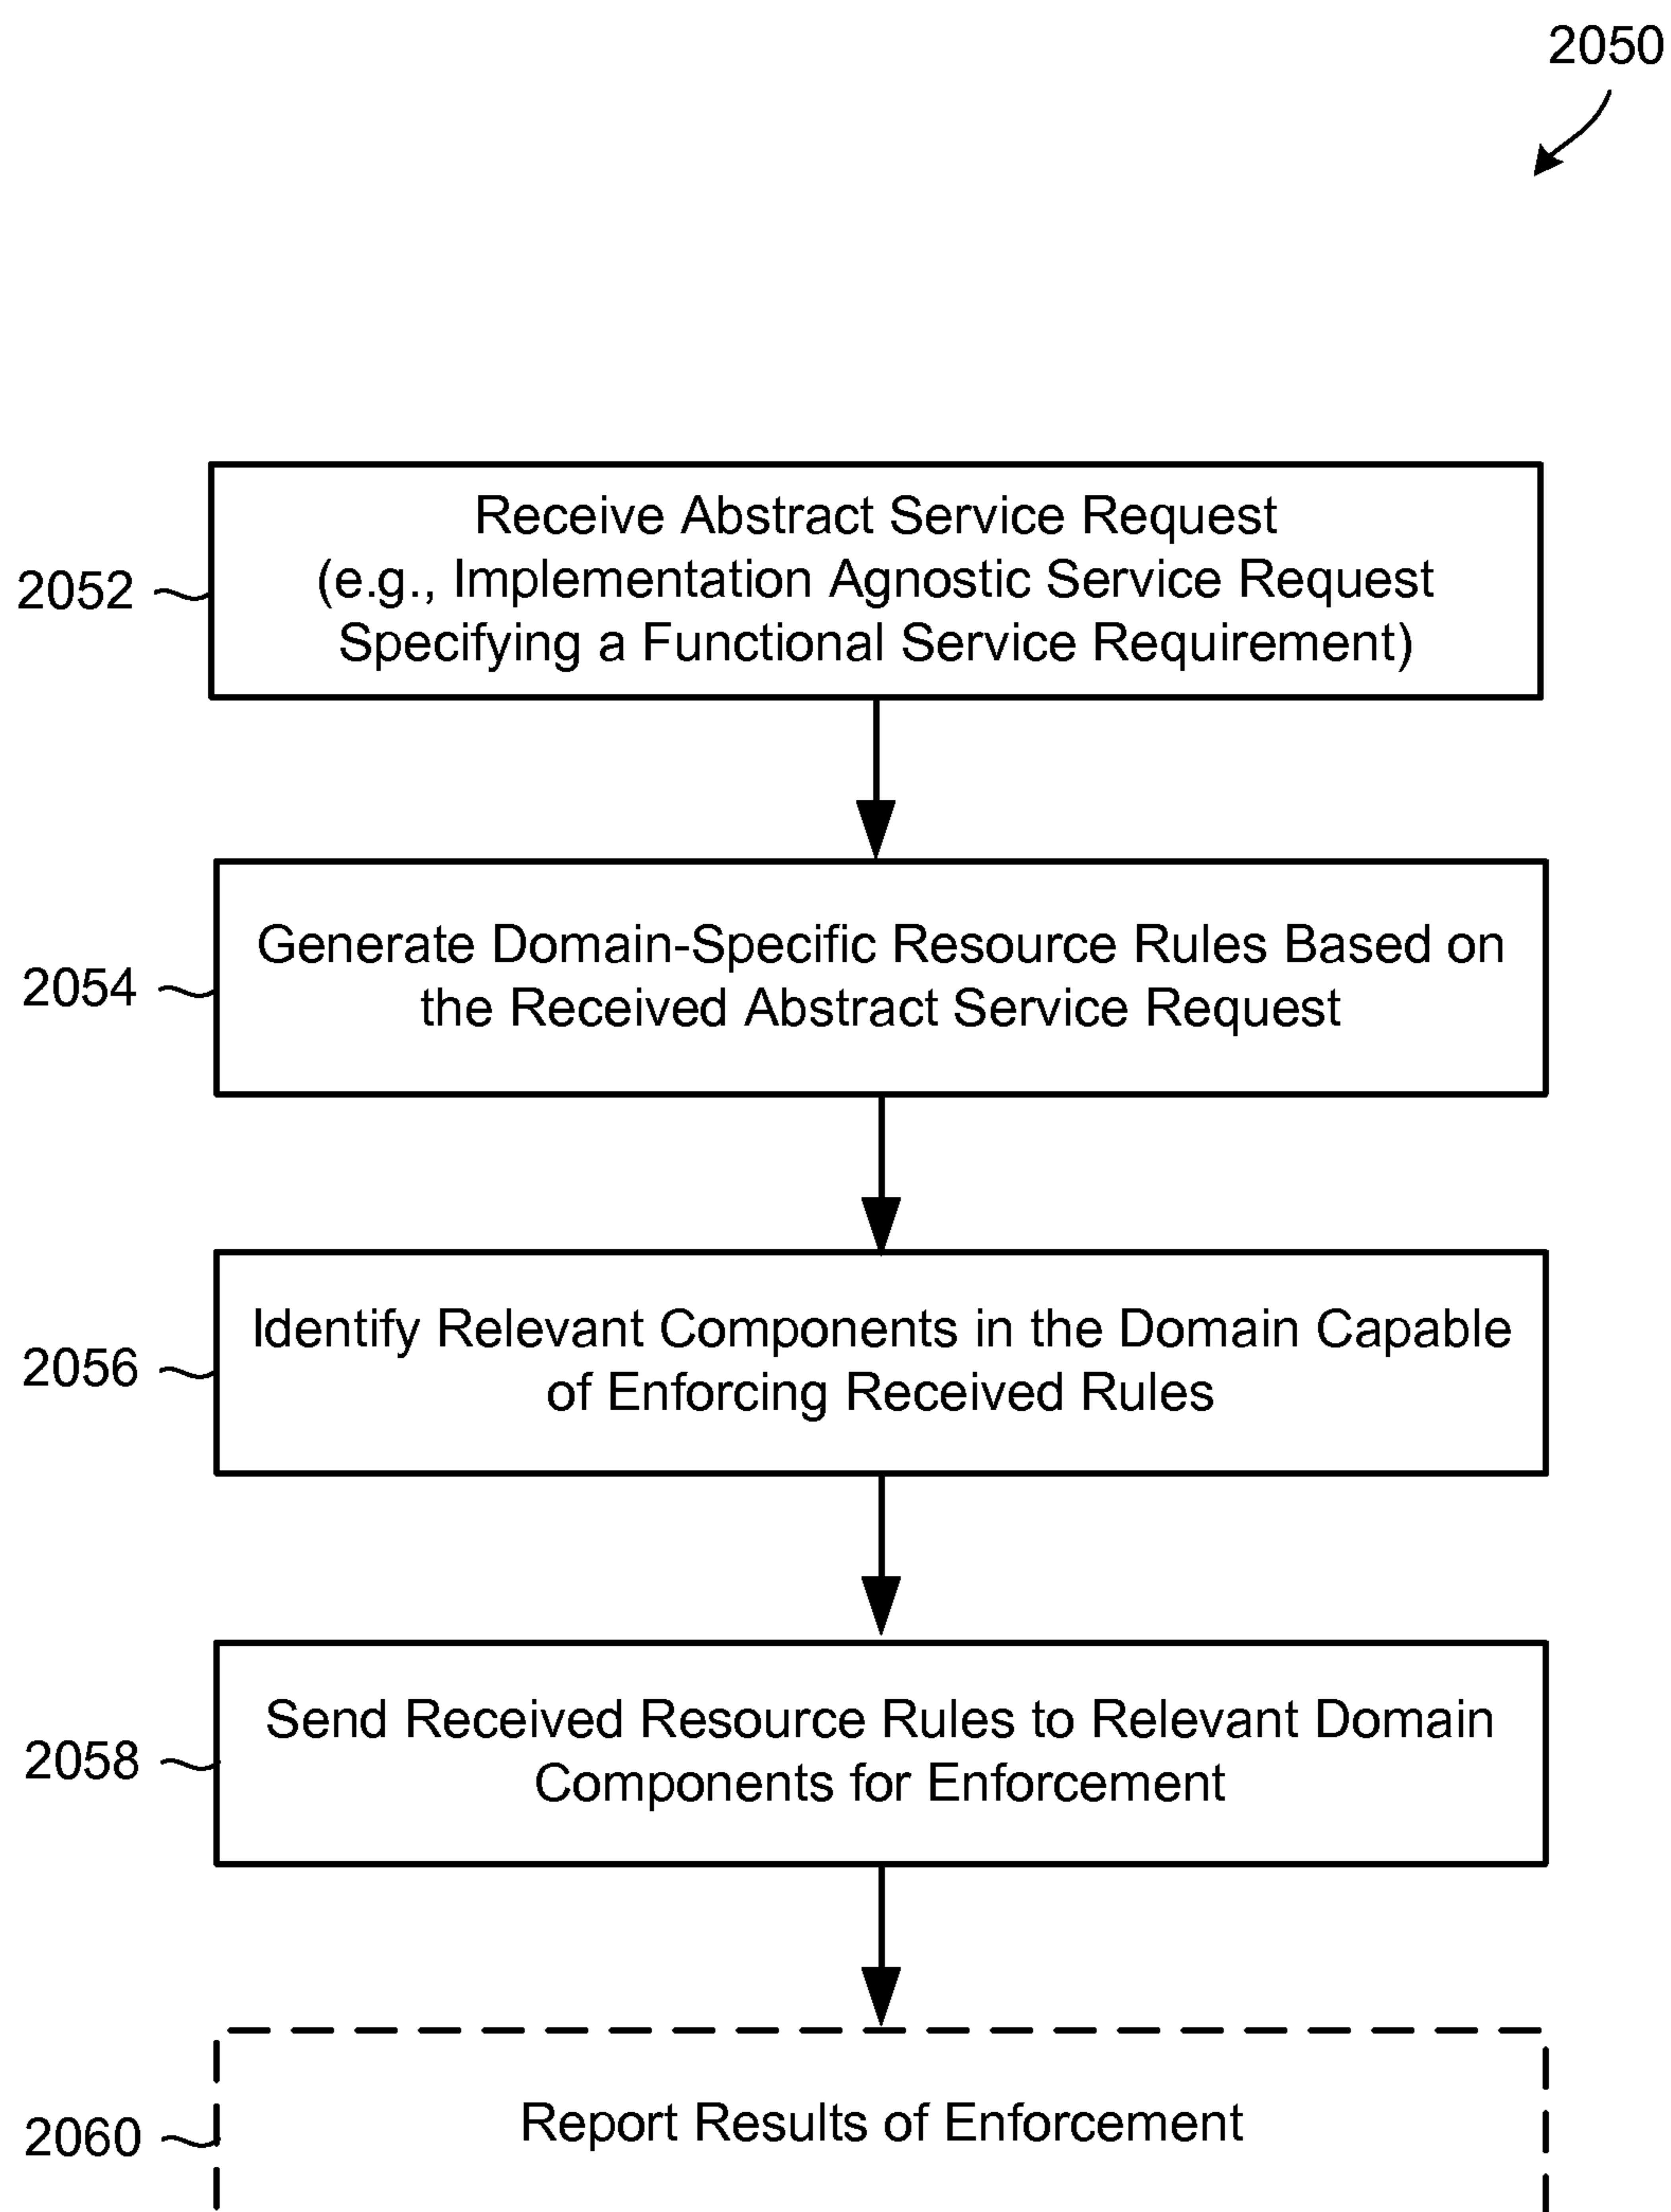 2050
Receive Abstract Service Request
(e.g., Implementation Agnostic Service Request
Specifying a Functional Service Requirement)
2052
Generate Domain-Specific Resource Rules Based on
the Received Abstract Service Request
2054
Identify Relevant Components in the Domain Capable
of Enforcing Received Rules
2056
Send Received Resource Rules to Relevant Domain
Components for Enforcement
2058
Report Results of Enforcement
2060